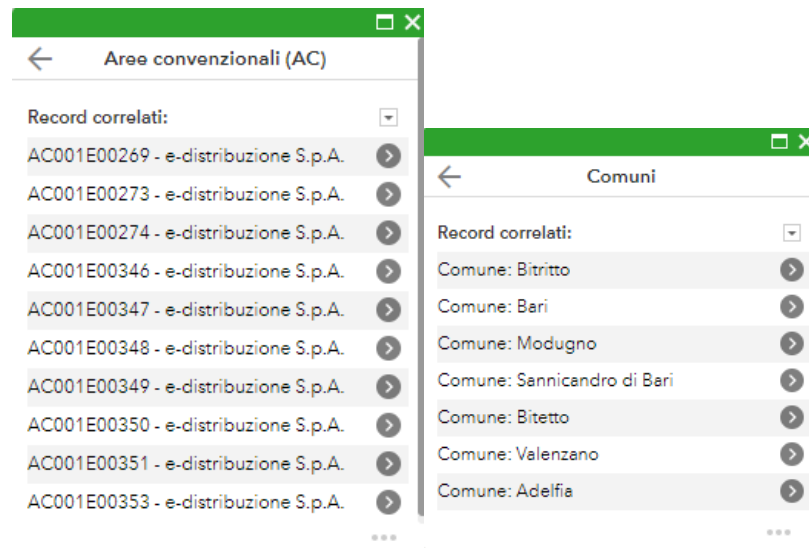 Aree convenzionali (AC)
Record correlati:
AC001E00269 - e-distribuzione S.p.A.
AC001E00273 - e-distribuzione S.p.A.
AC001E00274 - e-distribuzione S.p.A.
AC001E00346 - e-distribuzione S.p.A.
AC001E00347 - e-distribuzione S.p.A.
AC001E00348 - e-distribuzione S.p.A.
AC001E00349 - e-distribuzione S.p.A.
AC001E00350 - e-distribuzione S.p.A.
AC001E00351 - e-distribuzione S.p.A.
AC001E00353 - e-distribuzione S.p.A.
Comuni
Record correlati:
Comune: Bitritto
Comune: Bari
Comune: Modugno
Comune: Sannicandro di Bari
Comune: Bitetto
Comune: Valenzano
Comune: Adelfia